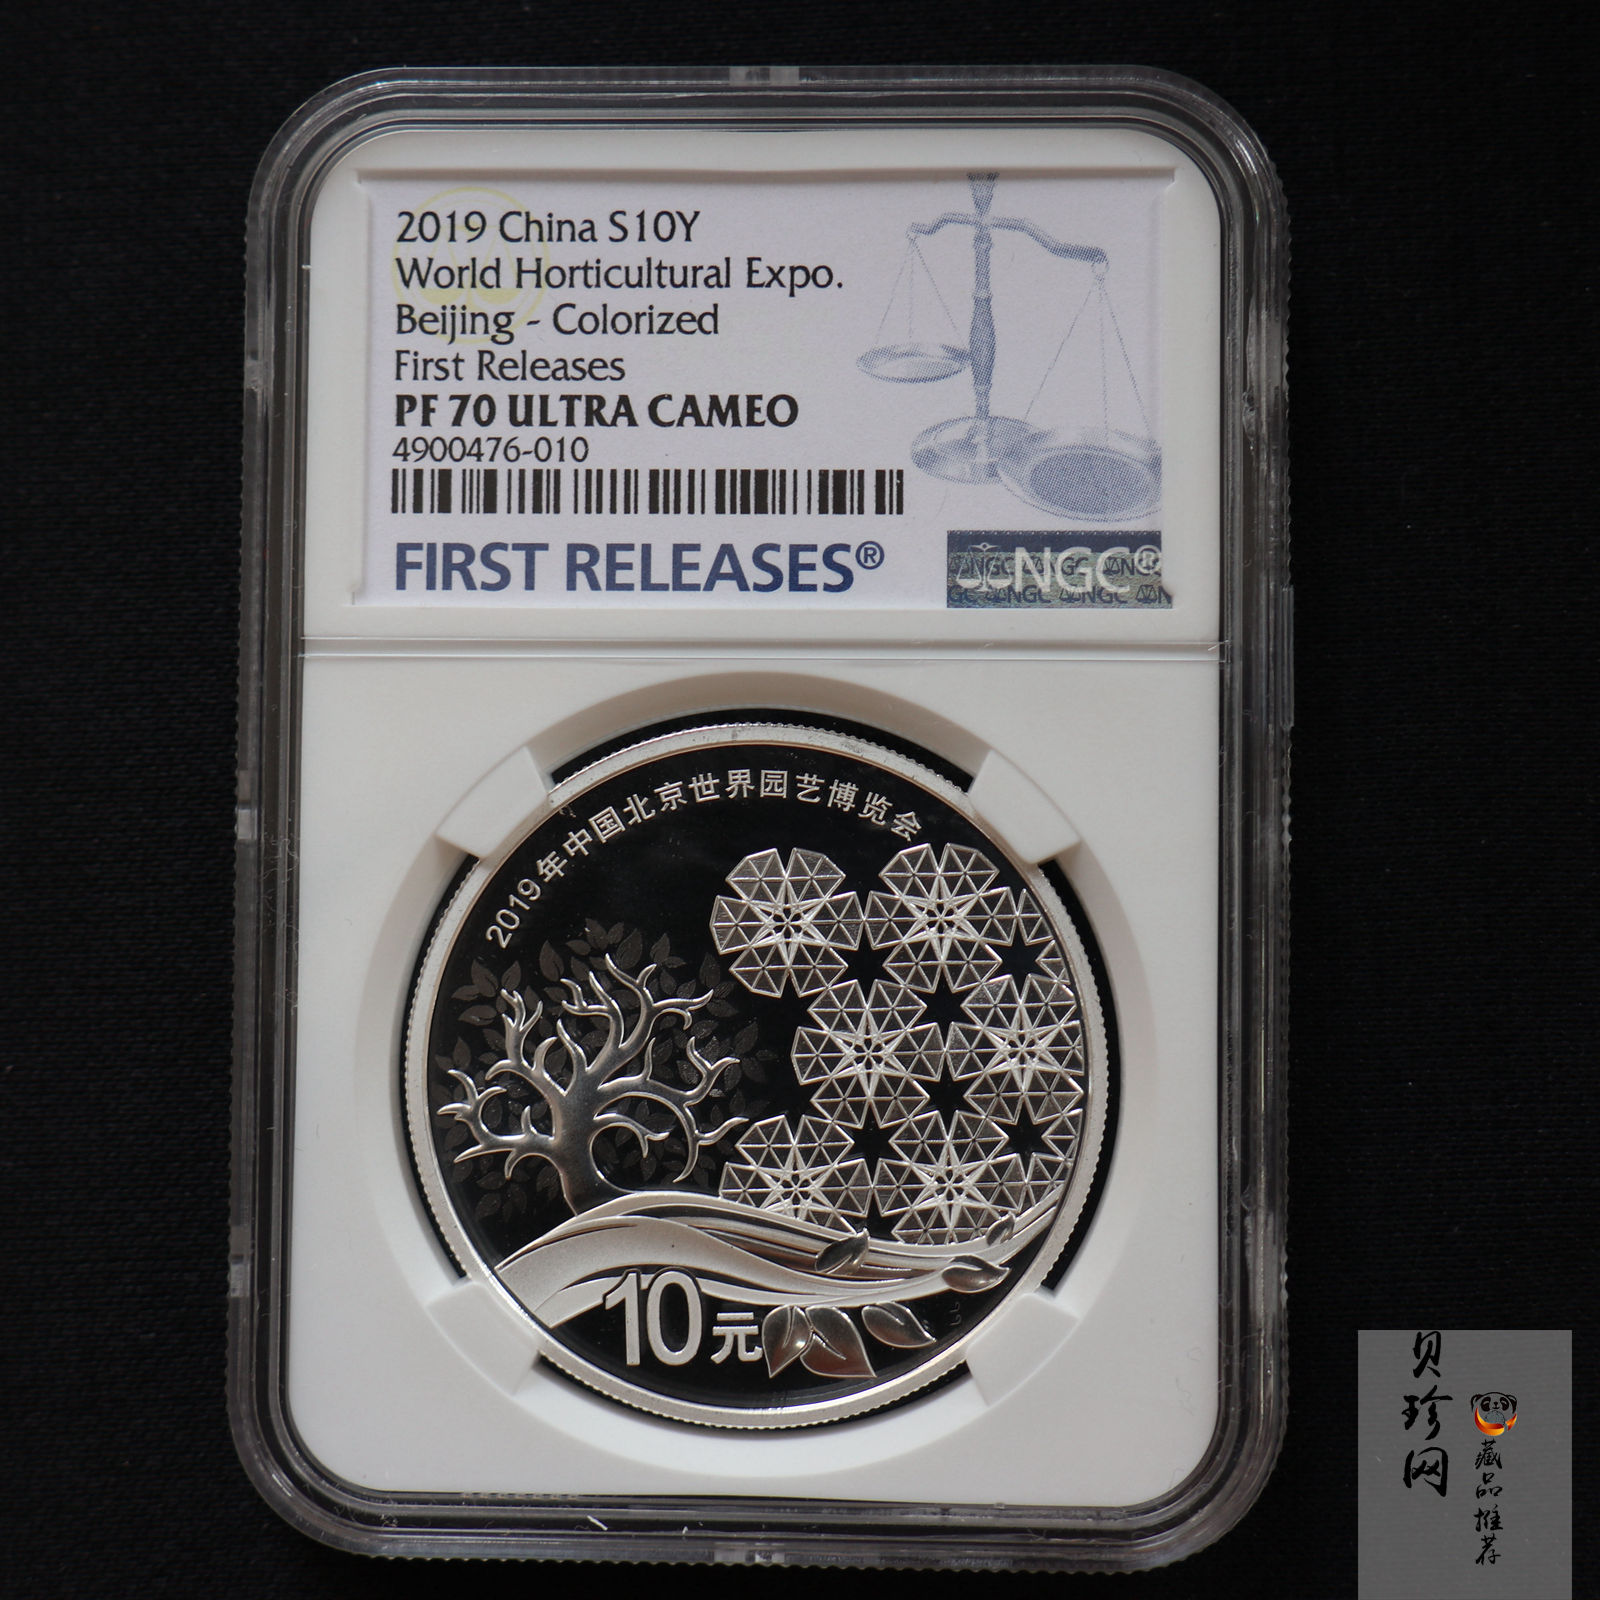 2019 China S10Y
World Horticultural Expo.
Beijing - Colorized
First Releases
PF 70 ULTRA CAMEO
4900476-010
FIRST RELEASES®
NGC®
2019年中国北京世界园艺博览会
10元
贝珍网
藏品推荐